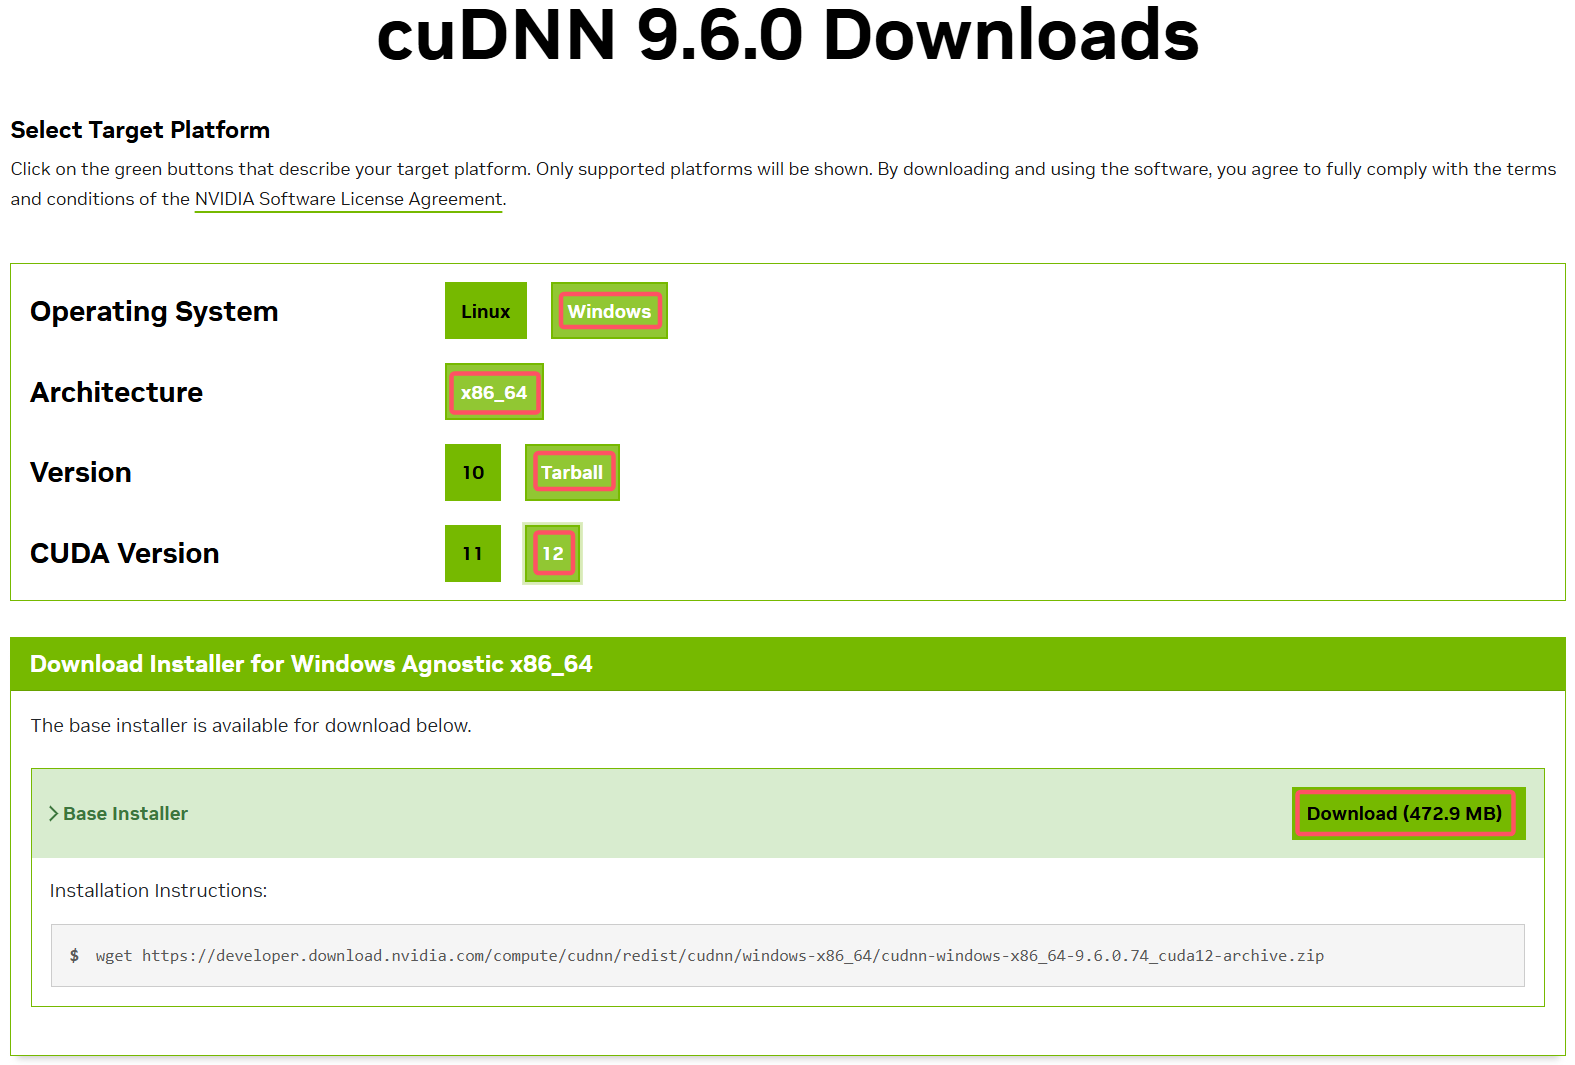 cuDNN 9.6.0 Downloads
Select Target Platform
Click on the green buttons that describe your target platform. Only supported platforms will be shown. By downloading and using the software, you agree to fully comply with the terms
and conditions of the NVIDIA Software License Agreement.
Operating System Linux Windows
Architecture x86_64
Version 10 Tarball
CUDA Version 11 12
Download Installer for Windows Agnostic x86_64
The base installer is available for download below.
Base Installer Download (472.9 MB)
Installation Instructions:
$ wget https://developer.download.nvidia.com/compute/cudnn/redist/cudnn/windows-x86_64/cudnn-windows-x86_64-9.6.0.74_cuda12-archive.zip